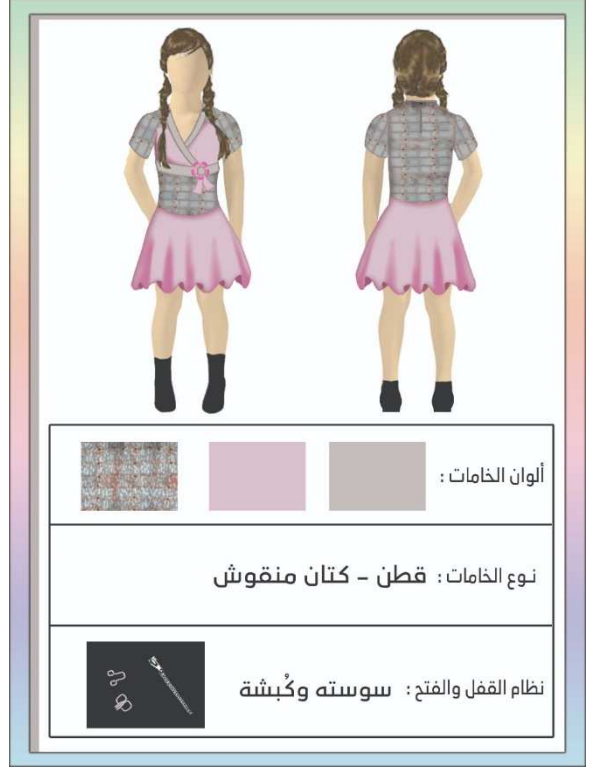 ألوان الخامات :
نوع الخامات : قطن - كتان منقوش
نظام القفل والفتح : سوسته وكُبشة